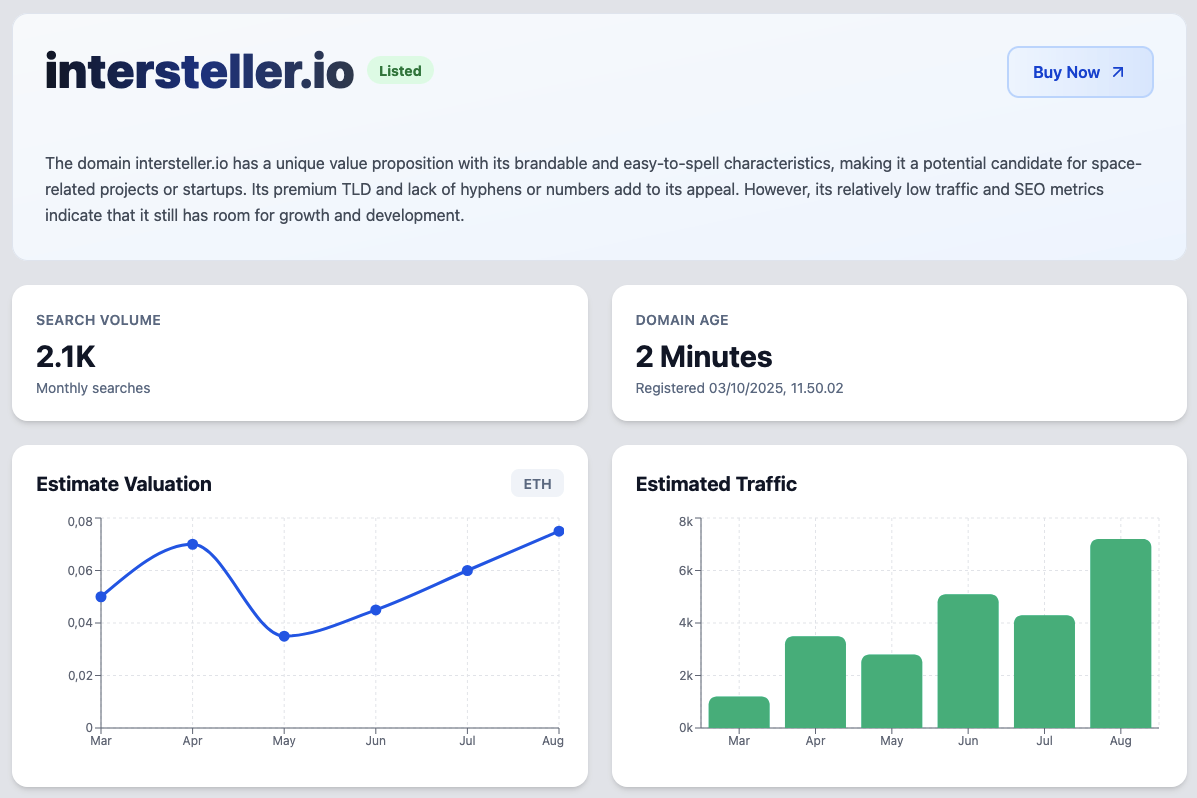 intersteller.io
Listed
Buy Now
The domain intersteller.io has a unique value proposition with its brandable and easy-to-spell characteristics, making it a potential candidate for space-
related projects or startups. Its premium TLD and lack of hyphens or numbers add to its appeal. However, its relatively low traffic and SEO metrics
indicate that it still has room for growth and development.
SEARCH VOLUME
2.1K
Monthly searches
DOMAIN AGE
2 Minutes
Registered 03/10/2025, 11.50.02
Estimate Valuation
ETH
0,08
0,06
0,04
0,02
0
Mar Apr May Jun Jul Aug
Estimated Traffic
8k
6k
4k
2k
0k
Mar Apr May Jun Jul Aug